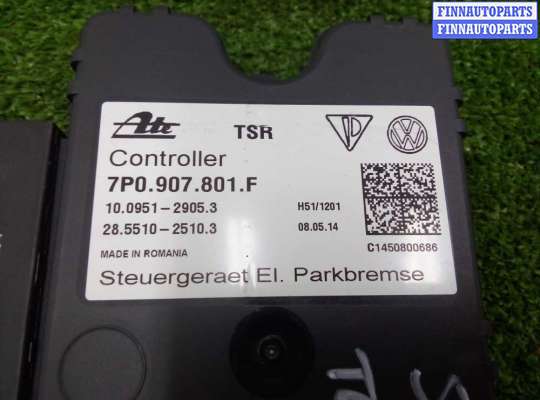 FINNAUTOPARTS
FINNAUTOPARTS
FINNAUTOPARTS
Ate TSR
Controller
7P0.907.801.F
10.0951-2905.3 H51/1201
28.5510-2510.3 08.05.14
MADE IN ROMANIA C1450800686
Steuergeraet El. Parkbremse